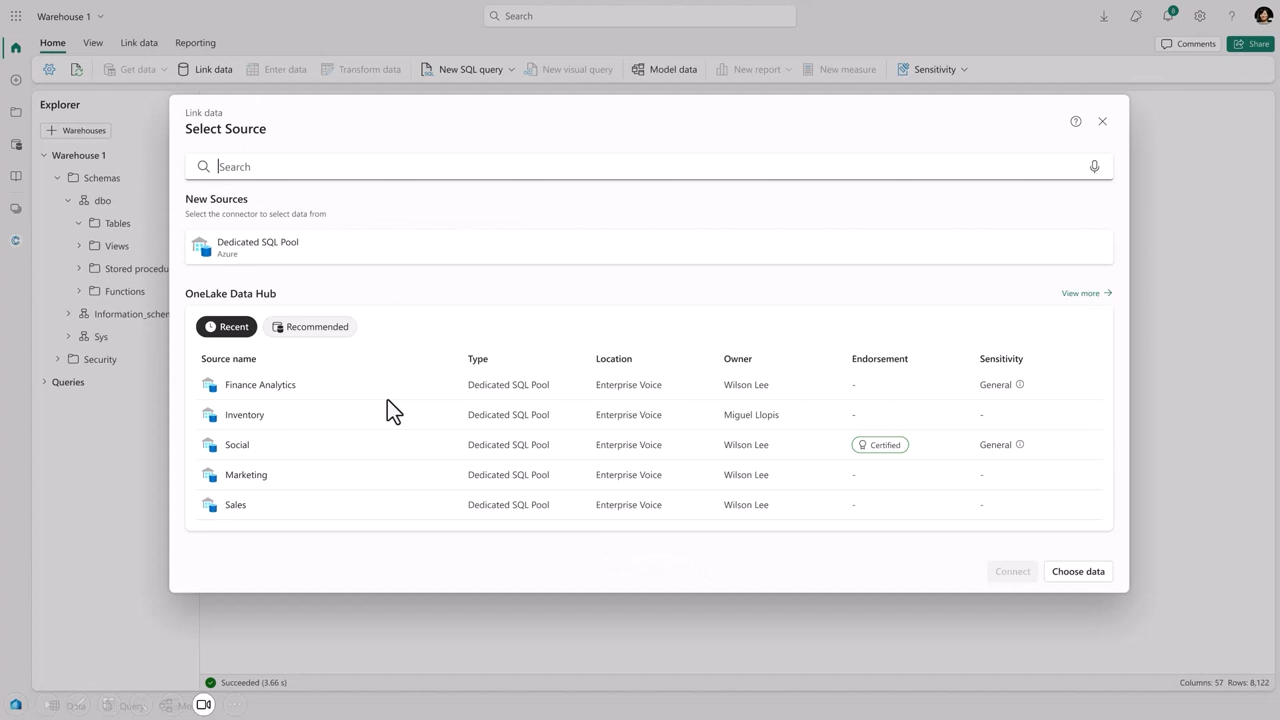 Warehouse 1
Search
8
Home View Link data Reporting
Comments Share
Get data Link data Enter data Transform data New SQL query New visual query Model data New report New measure Sensitivity
Explorer
Warehouses
Warehouse 1
Schemas
dbo
Tables
Views
Stored procedu
Functions
Information_schem
Sys
Security
Queries
Link data
Select Source
Search
New Sources
Select the connector to select data from
Dedicated SQL Pool
Azure
OneLake Data Hub View more
Recent Recommended
Source name Type Location Owner Endorsement Sensitivity
Finance Analytics Dedicated SQL Pool Enterprise Voice Wilson Lee - General
Inventory Dedicated SQL Pool Enterprise Voice Miguel Llopis - -
Social Dedicated SQL Pool Enterprise Voice Wilson Lee Certified General
Marketing Dedicated SQL Pool Enterprise Voice Wilson Lee - -
Sales Dedicated SQL Pool Enterprise Voice Wilson Lee - -
Connect Choose data
Succeeded (3.66 s) Columns: 57 Rows: 8,122
Data Query